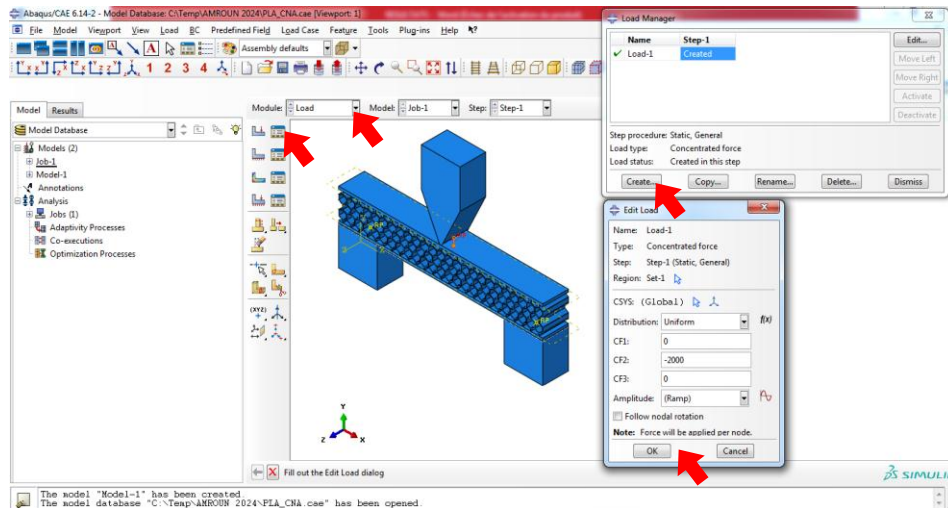 Abaqus/CAE 6.14-2 - Model Database: C:\Temp\AMROUN 2024\PLA_CNA.cae [Viewport: 1]
File Model Viewport View Load BC Predefined Field Load Case Feature Tools Plug-ins Help
Assembly defaults
1 2 3 4
Model Results
Module: Load Model: Job-1 Step: Step-1
Model Database
Models (2)
Job-1
Model-1
Annotations
Analysis
Jobs (1)
Adaptivity Processes
Co-executions
Optimization Processes
(XYZ)
Y
Z X
Fill out the Edit Load dialog
The model "Model-1" has been created.
The model database "C:\Temp\AMROUN 2024\PLA_CNA.cae" has been opened.
Load Manager
Name Step-1
Load-1 Created
Edit...
Move Left
Move Right
Activate
Deactivate
Step procedure: Static, General
Load type: Concentrated force
Load status: Created in this step
Create... Copy... Rename... Delete... Dismiss
Edit Load
Name: Load-1
Type: Concentrated force
Step: Step-1 (Static, General)
Region: Set-1
CSYS: (Global)
Distribution: Uniform f(x)
CF1: 0
CF2: -2000
CF3: 0
Amplitude: (Ramp)
Follow nodal rotation
Note: Force will be applied per node.
OK Cancel
SIMULI